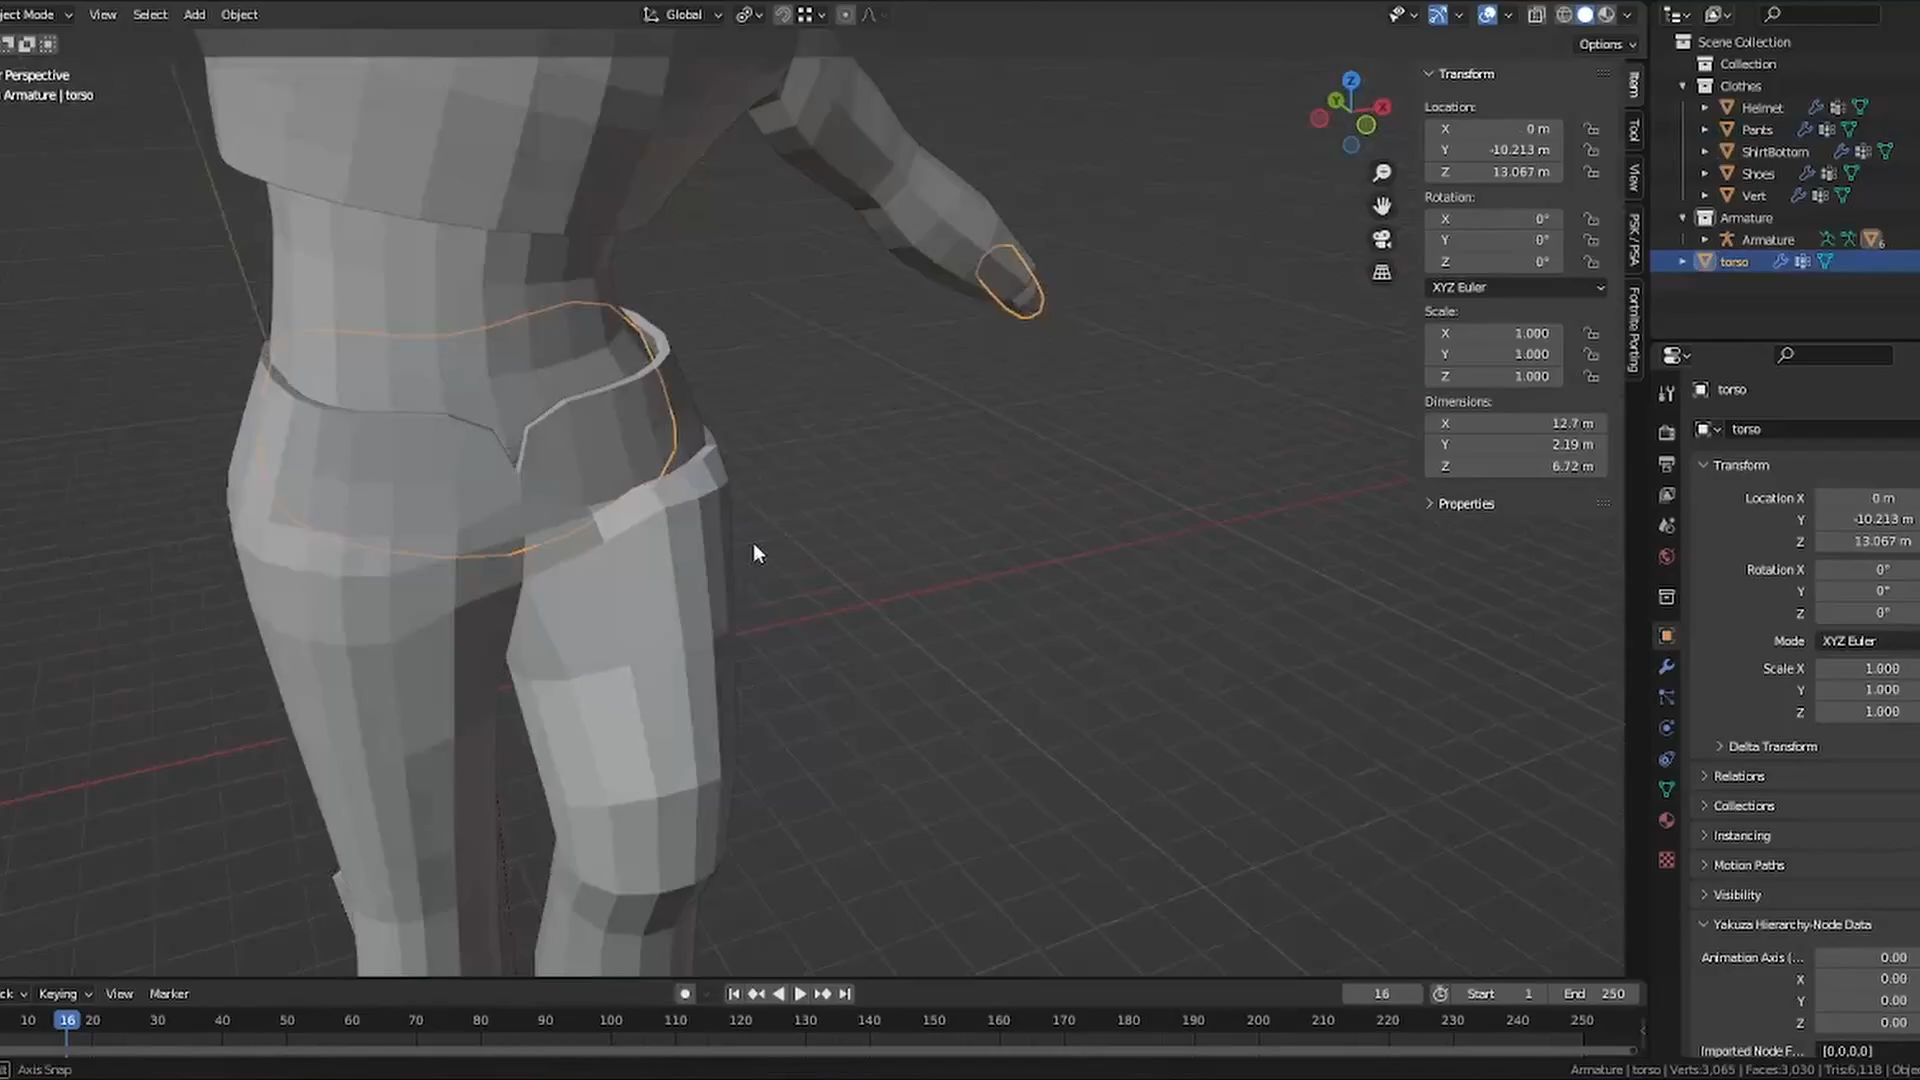 ject Mode View Select Add Object Global
Options
r Perspective
Armature | torso
Transform
Location:
X 0 m
Y -10.213 m
Z 13.067 m
Rotation:
X 0°
Y 0°
Z 0°
XYZ Euler
Scale:
X 1.000
Y 1.000
Z 1.000
Dimensions:
X 12.7 m
Y 2.19 m
Z 6.72 m
Properties
Item
Tool
View
PSK / PSA
Fortnite Porting
Z
Y
X
Scene Collection
Collection
Clothes
Helmet
Pants
ShirtBottom
Shoes
Vert
Armature
Armature 6
torso
torso
torso
Transform
Location X 0 m
Y -10.213 m
Z 13.067 m
Rotation X 0°
Y 0°
Z 0°
Mode XYZ Euler
Scale X 1.000
Y 1.000
Z 1.000
Delta Transform
Relations
Collections
Instancing
Motion Paths
Visibility
Yakuza Hierarchy-Node Data
Animation Axis (... 0.00
X 0.00
Y 0.00
Z 0.00
Imported Node F... [0,0,0,0]
ck Keying View Marker 16 Start 1 End 250
10 16 20 30 40 50 60 70 80 90 100 110 120 130 140 150 160 170 180 190 200 210 220 230 240 250
Axis Snap
Armature | torso | Verts:3,065 | Faces:3,030 | Tris:6,118 | Obje